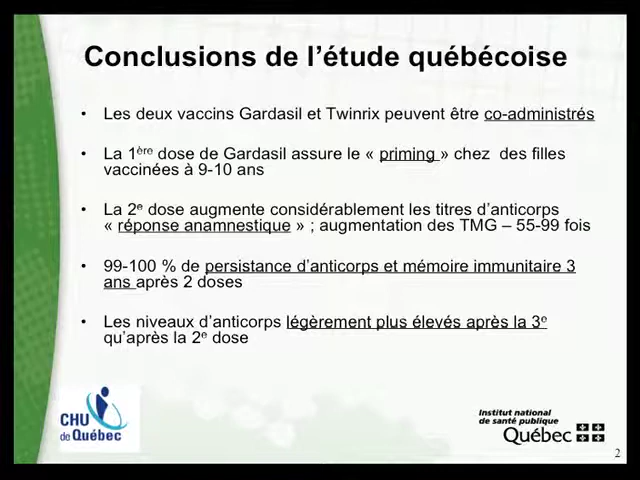 Conclusions de l’étude québécoise
• Les deux vaccins Gardasil et Twinrix peuvent être co-administrés
• La 1ère dose de Gardasil assure le « priming » chez des filles
vaccinées à 9-10 ans
• La 2e dose augmente considérablement les titres d’anticorps
« réponse anamnestique » ; augmentation des TMG – 55-99 fois
• 99-100 % de persistance d’anticorps et mémoire immunitaire 3
ans après 2 doses
• Les niveaux d’anticorps légèrement plus élevés après la 3e
qu’après la 2e dose
CHU
de Québec
Institut national
de santé publique
Québec
2